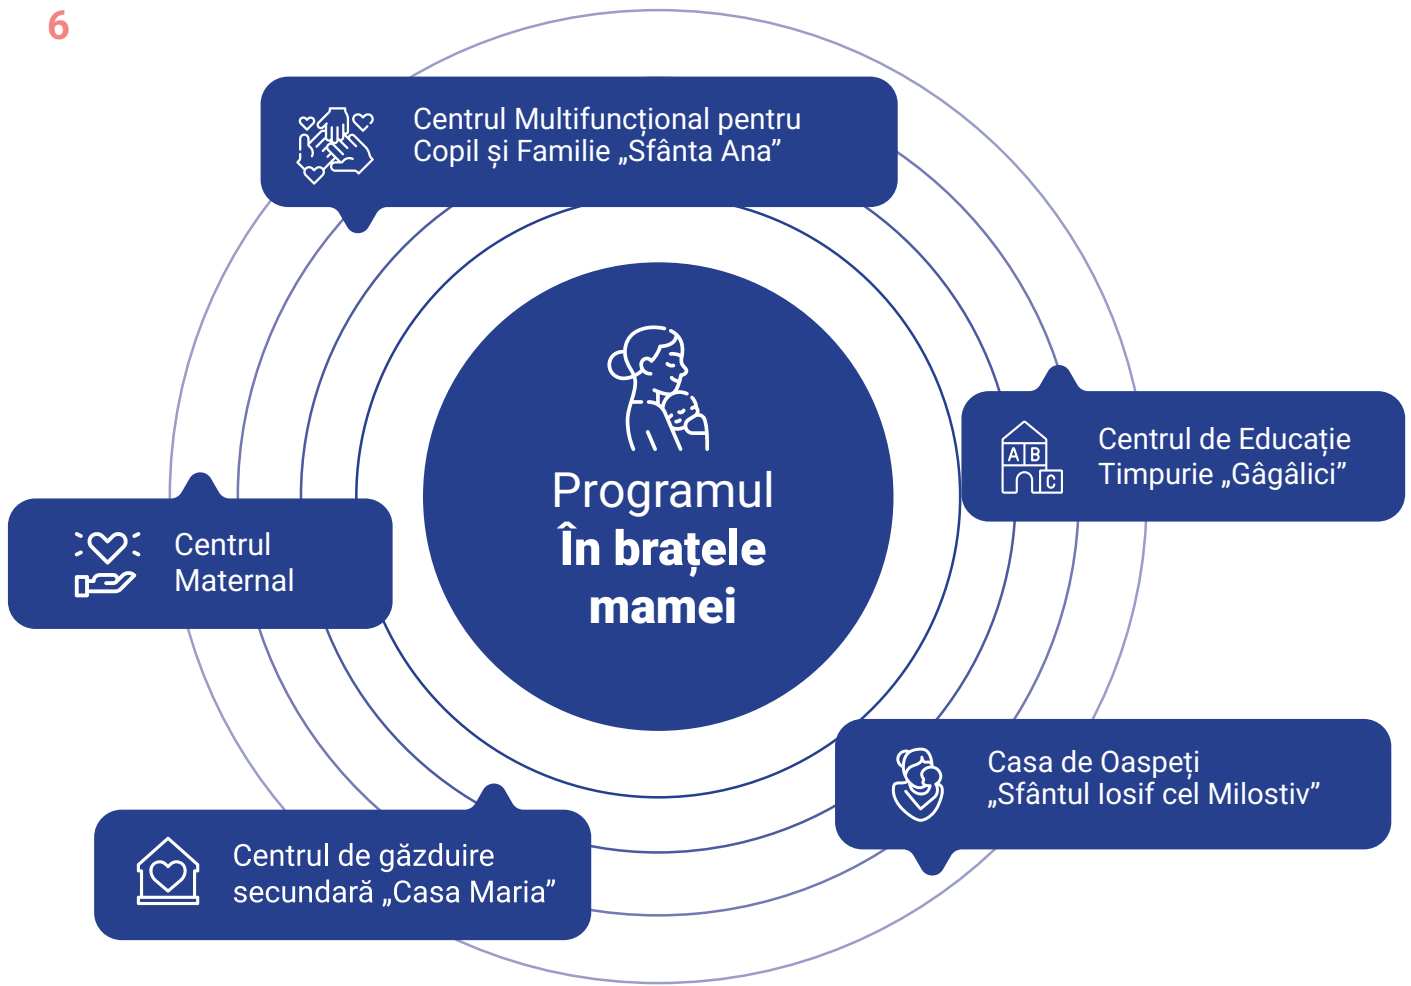 6
Centrul Multifuncțional pentru
Copil și Familie „Sfânta Ana”
Programul
În brațele
mamei
Centrul de Educație
Timpurie „Gâgâlici”
A B
C
Centrul
Maternal
Casa de Oaspeți
„Sfântul Iosif cel Milostiv”
Centrul de găzduire
secundară „Casa Maria”